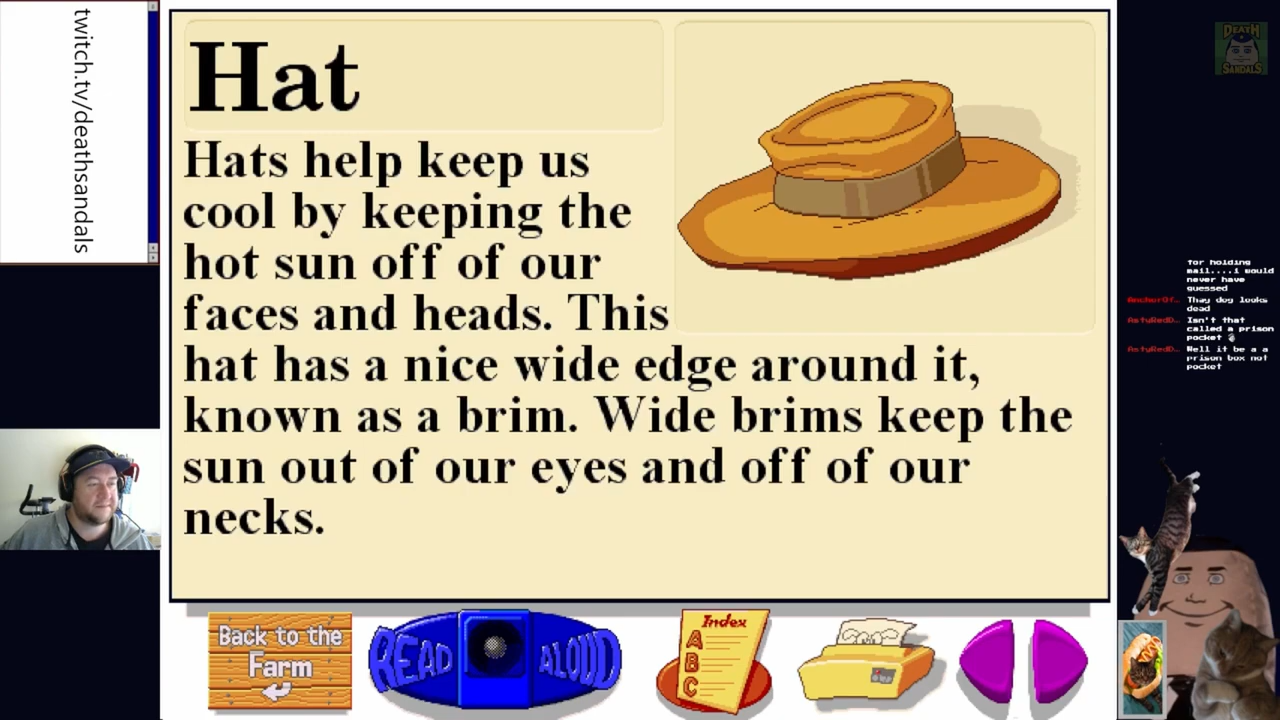 twitch.tv/deathsandals
Hat
Hats help keep us
cool by keeping the
hot sun off of our
faces and heads. This
hat has a nice wide edge around it,
known as a brim. Wide brims keep the
sun out of our eyes and off of our
necks.
Back to the
Farm
READ ALOUD
Index
A
B
C
DEATH
SANDALS
for holding
mail....i would
never have
guessed
AnchorOf… Thay dog looks
dead
AstyRedD… Isn't that
called a prison
pocket
AstyRedD… Well it be a a
prison box not
pocket